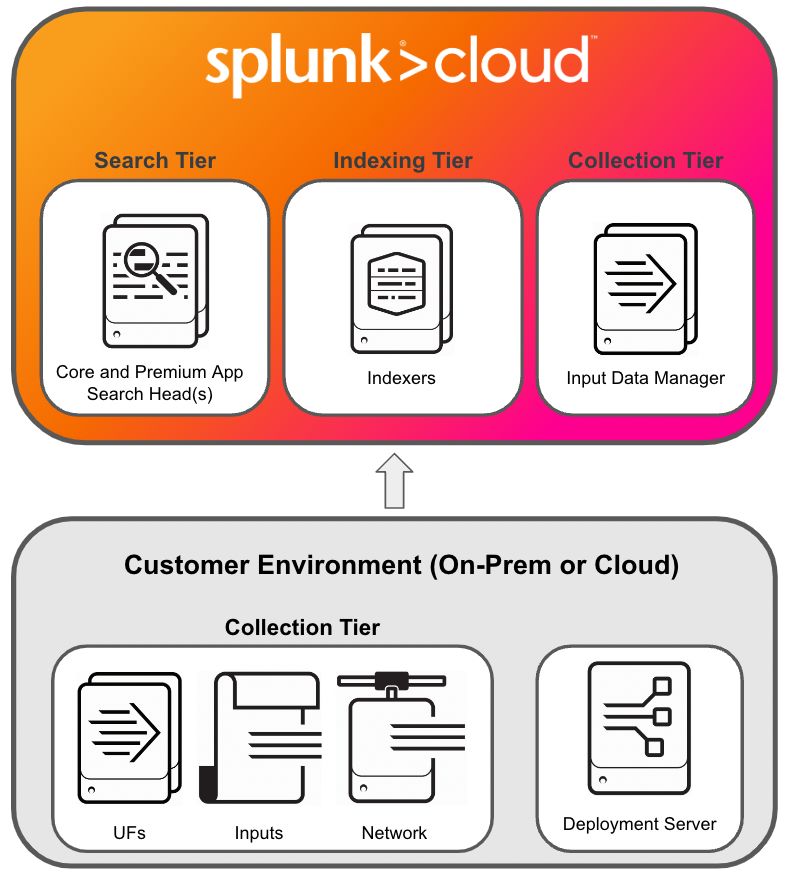 splunk®>cloud™
Search Tier
Indexing Tier
Collection Tier
Core and Premium App
Search Head(s)
Indexers
Input Data Manager
Customer Environment (On-Prem or Cloud)
Collection Tier
UFs
Inputs
Network
Deployment Server